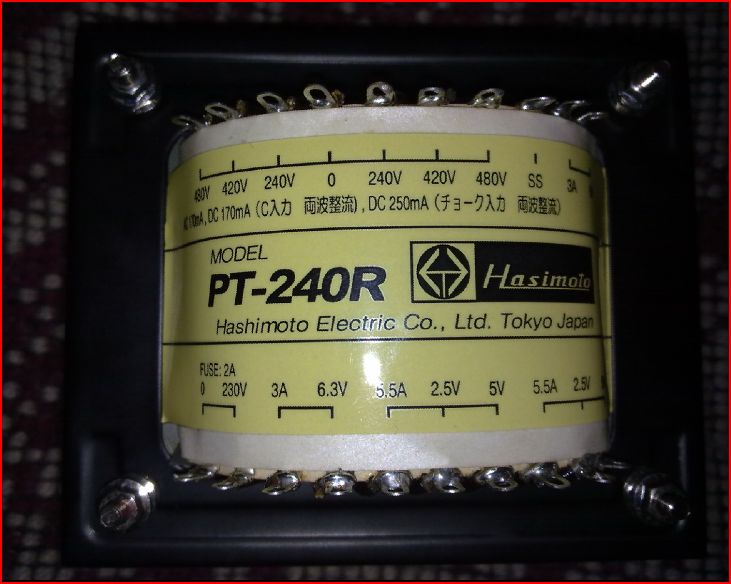 480V 420V 240V 0 240V 420V 480V SS 3A
170mA, DC 170mA (C入力 両波整流), DC 250mA (チョーク入力 両波整流)
MODEL
PT-240R
Hasimoto
Hashimoto Electric Co., Ltd. Tokyo Japan
FUSE: 2A
0 230V 3A 6.3V 5.5A 2.5V 5V 5.5A 2.5V